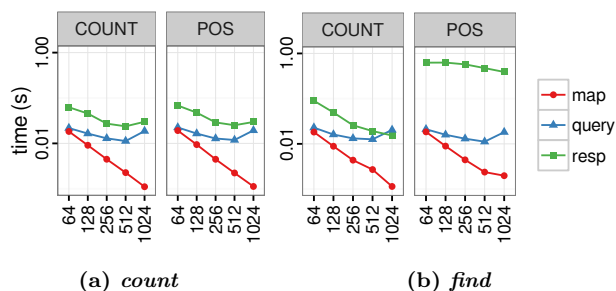 COUNT POS COUNT POS
1.00 1.00
time (s)
0.01 0.01
map
query
resp
64 128 256 512 1024 64 128 256 512 1024 64 128 256 512 1024 64 128 256 512 1024
(a) count (b) find